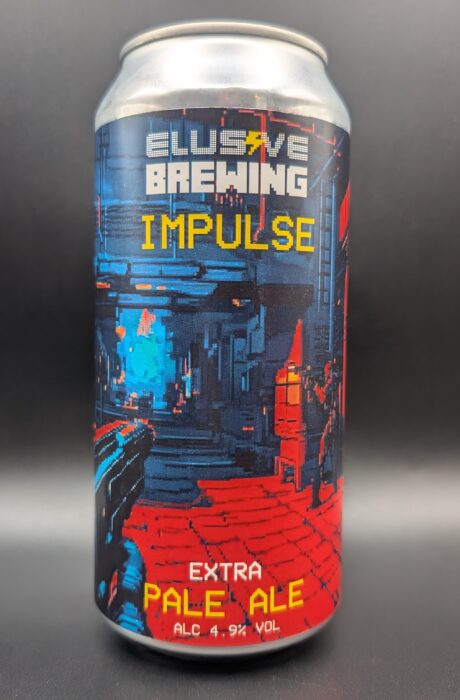 ELUSIVE
BREWING
IMPULSE
EXTRA
PALE ALE
ALC 4.9% VOL